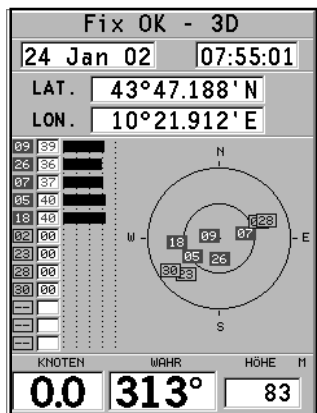 Fix OK - 3D
24 Jan 02 07:55:01
LAT. 43°47.188'N
LON. 10°21.912'E
09 39
26 36
07 37
05 40
18 40
02 00
23 00
28 00
30 00
--
--
--
N
W
E
S
28
07
09
18
05
26
30
23
KNOTEN WAHR HÖHE M
0.0 313° 83